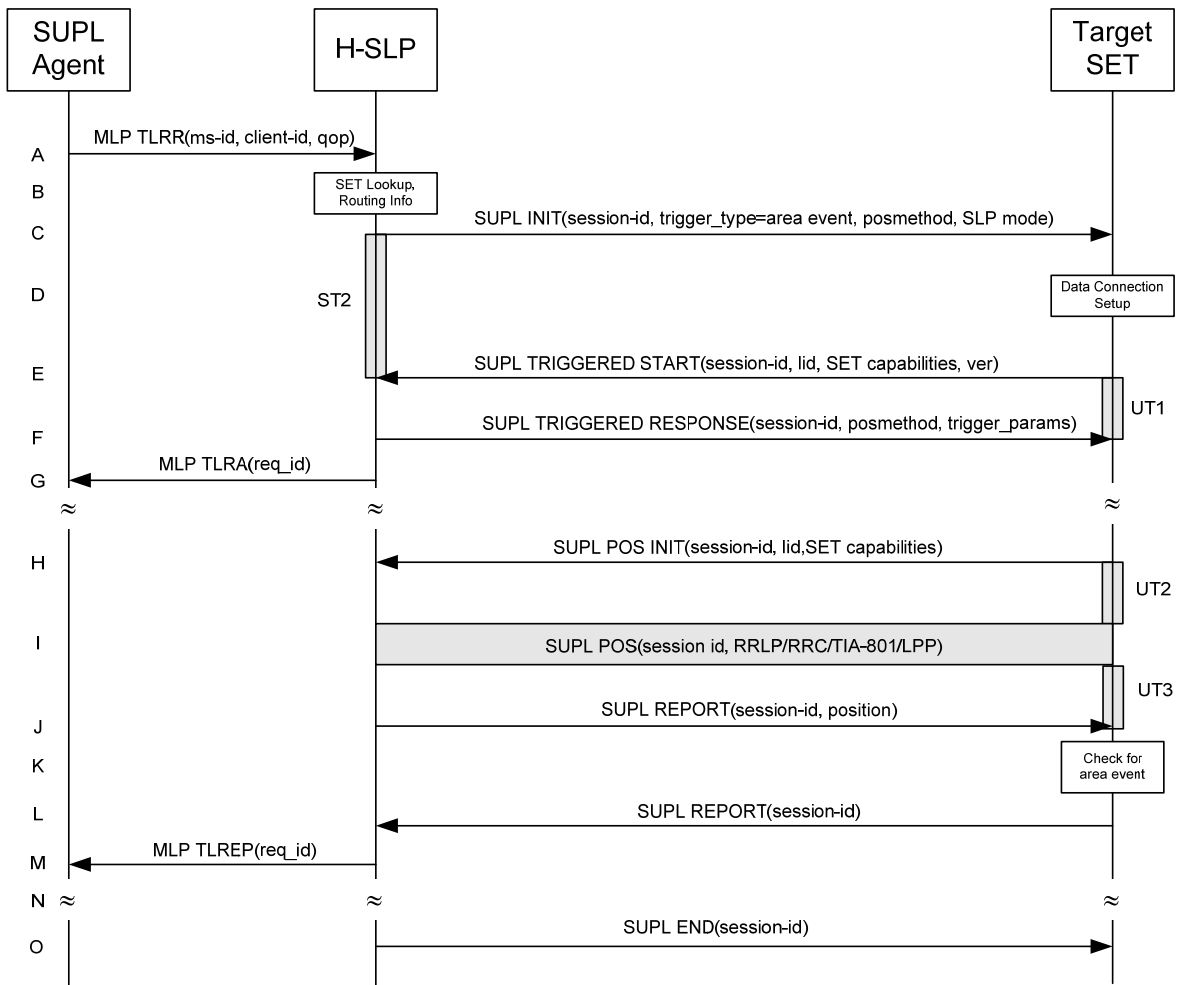 SUPL
Agent
H-SLP
Target
SET
A
MLP TLRR(ms-id, client-id, qop)
B
SET Lookup,
Routing Info
C
SUPL INIT(session-id, trigger_type=area event, posmethod, SLP mode)
D
ST2
Data Connection
Setup
E
SUPL TRIGGERED START(session-id, lid, SET capabilities, ver)
UT1
F
SUPL TRIGGERED RESPONSE(session-id, posmethod, trigger_params)
G
MLP TLRA(req_id)
≈ ≈ ≈
H
SUPL POS INIT(session-id, lid,SET capabilities)
UT2
I
SUPL POS(session id, RRLP/RRC/TIA-801/LPP)
UT3
J
SUPL REPORT(session-id, position)
K
Check for
area event
L
SUPL REPORT(session-id)
M
MLP TLREP(req_id)
N ≈ ≈ ≈
O
SUPL END(session-id)